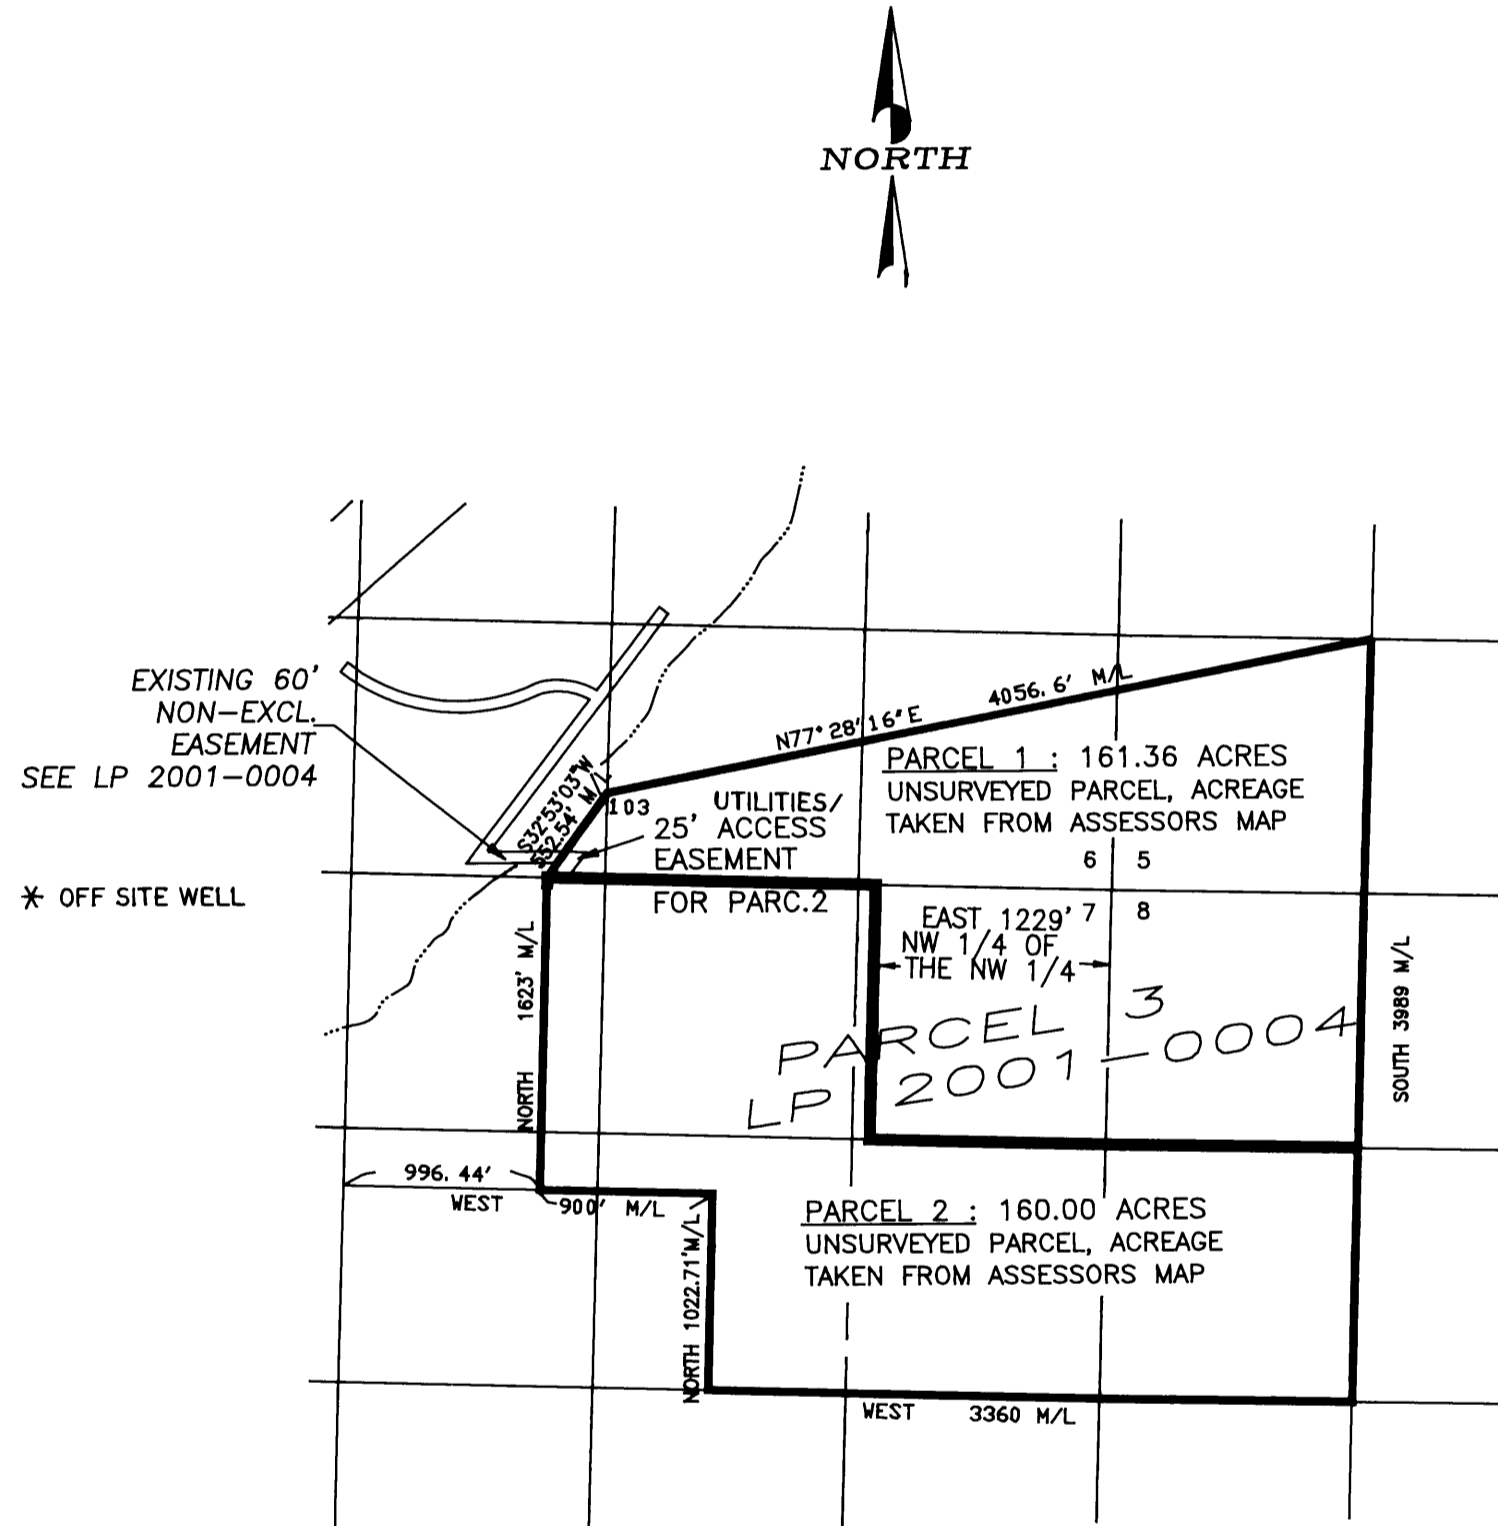 NORTH
EXISTING 60'
NON-EXCL.
EASEMENT
SEE LP 2001-0004
* OFF SITE WELL
S32°53'03"W
552.54' M/L
103
N77°28'16"E
4056.6' M/L
UTILITIES/
25' ACCESS
EASEMENT
FOR PARC.2
PARCEL 1 : 161.36 ACRES
UNSURVEYED PARCEL, ACREAGE
TAKEN FROM ASSESSORS MAP
6 5
7 8
EAST 1229'
NW 1/4 OF
THE NW 1/4
PARCEL 3
LP 2001-0004
NORTH 1623' M/L
SOUTH 3989 M/L
996.44'
WEST
900' M/L
NORTH 1022.71' M/L
PARCEL 2 : 160.00 ACRES
UNSURVEYED PARCEL, ACREAGE
TAKEN FROM ASSESSORS MAP
WEST 3360 M/L